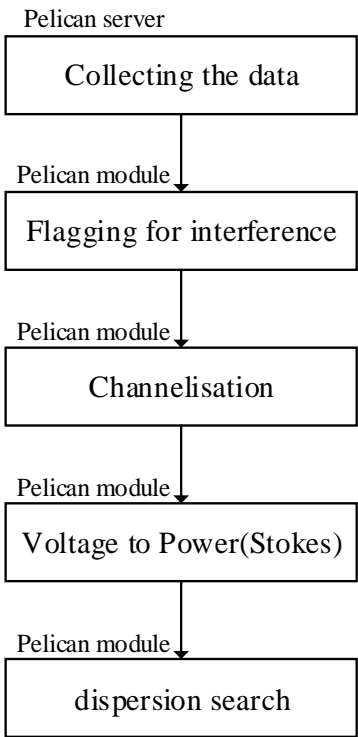 Pelican server
Collecting the data
Pelican module
Flagging for interference
Pelican module
Channelisation
Pelican module
Voltage to Power(Stokes)
Pelican module
dispersion search